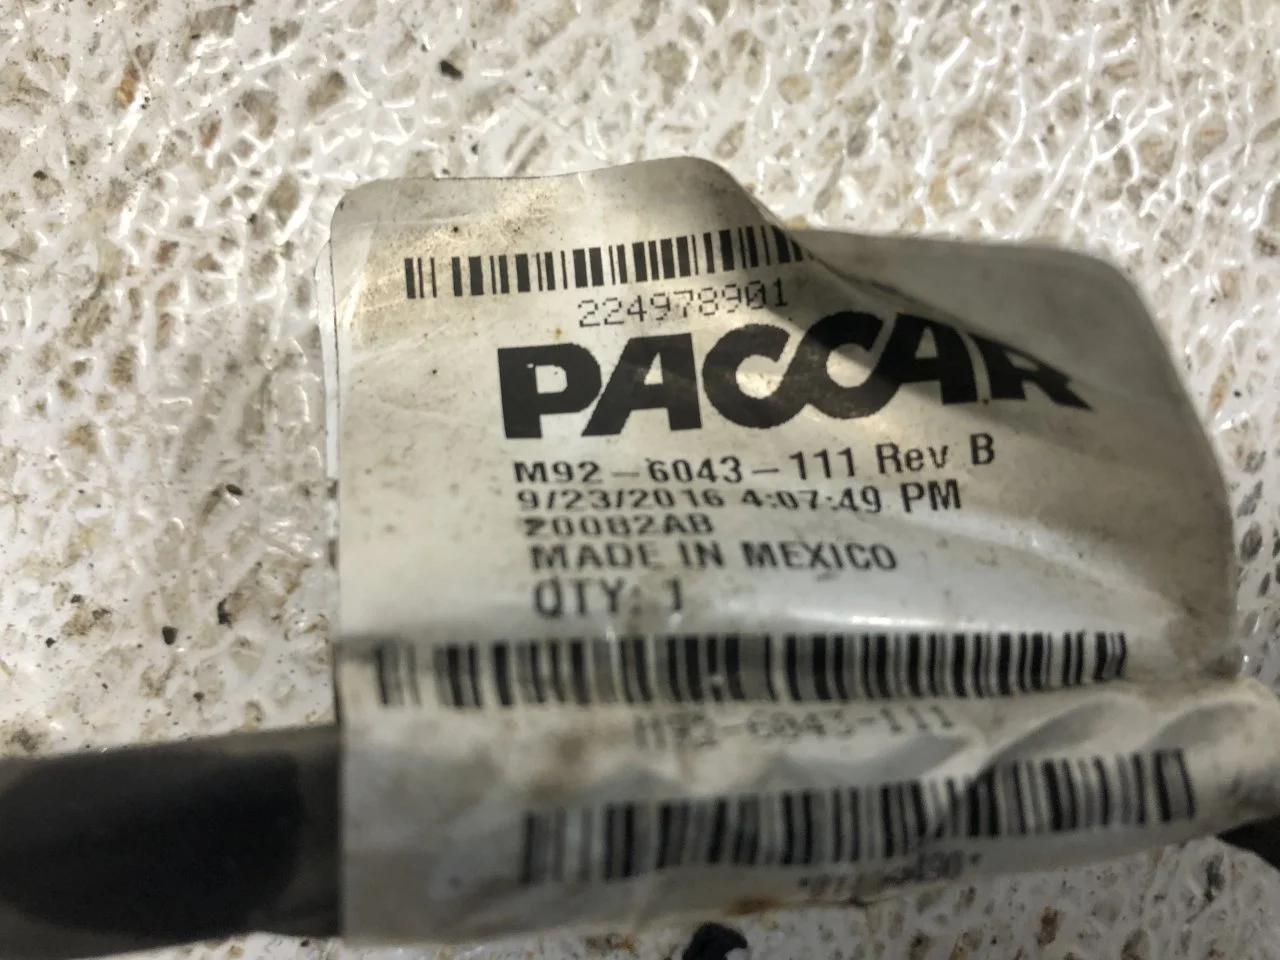 224978901
PACCAR
M92-6043-111 Rev B
9/23/2016 4:07:49 PM
20082AB
MADE IN MEXICO
QTY: 1
M92-6043-111